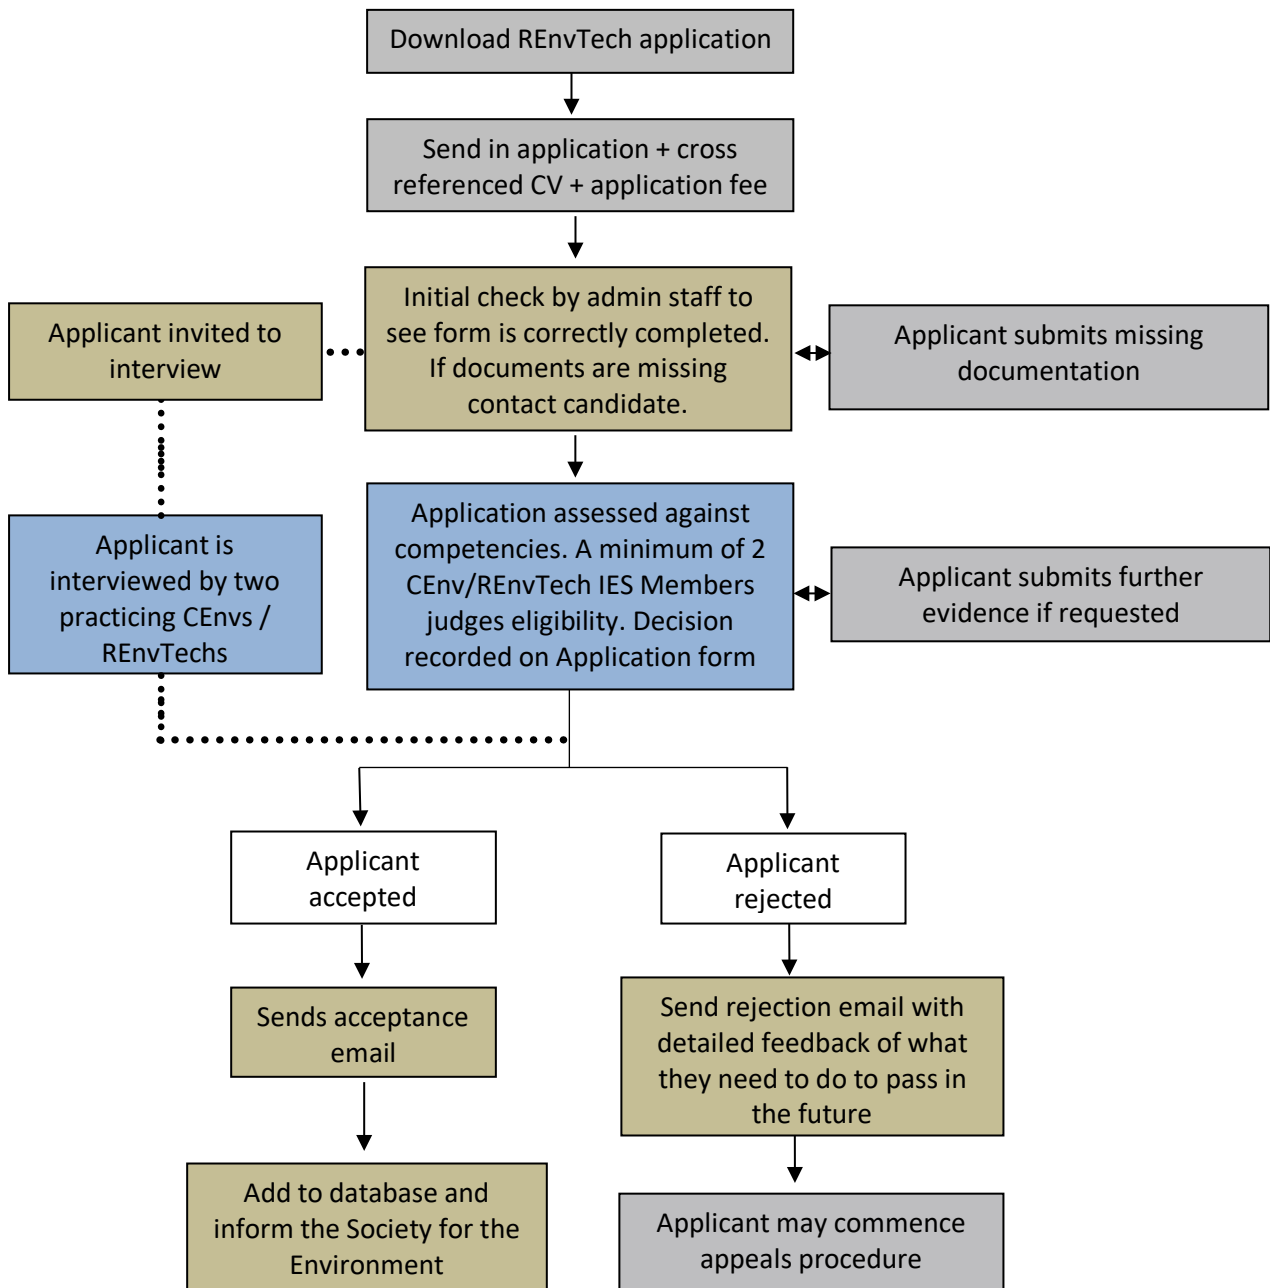 Download REnvTech application
Send in application + cross
referenced CV + application fee
Initial check by admin staff to
see form is correctly completed.
If documents are missing
contact candidate.
Applicant invited to
interview
Applicant submits missing
documentation
Application assessed against
competencies. A minimum of 2
CEnv/REnvTech IES Members
judges eligibility. Decision
recorded on Application form
Applicant is
interviewed by two
practicing CEnvs /
REnvTechs
Applicant submits further
evidence if requested
Applicant
accepted
Applicant
rejected
Sends acceptance
email
Send rejection email with
detailed feedback of what
they need to do to pass in
the future
Add to database and
inform the Society for the
Environment
Applicant may commence
appeals procedure